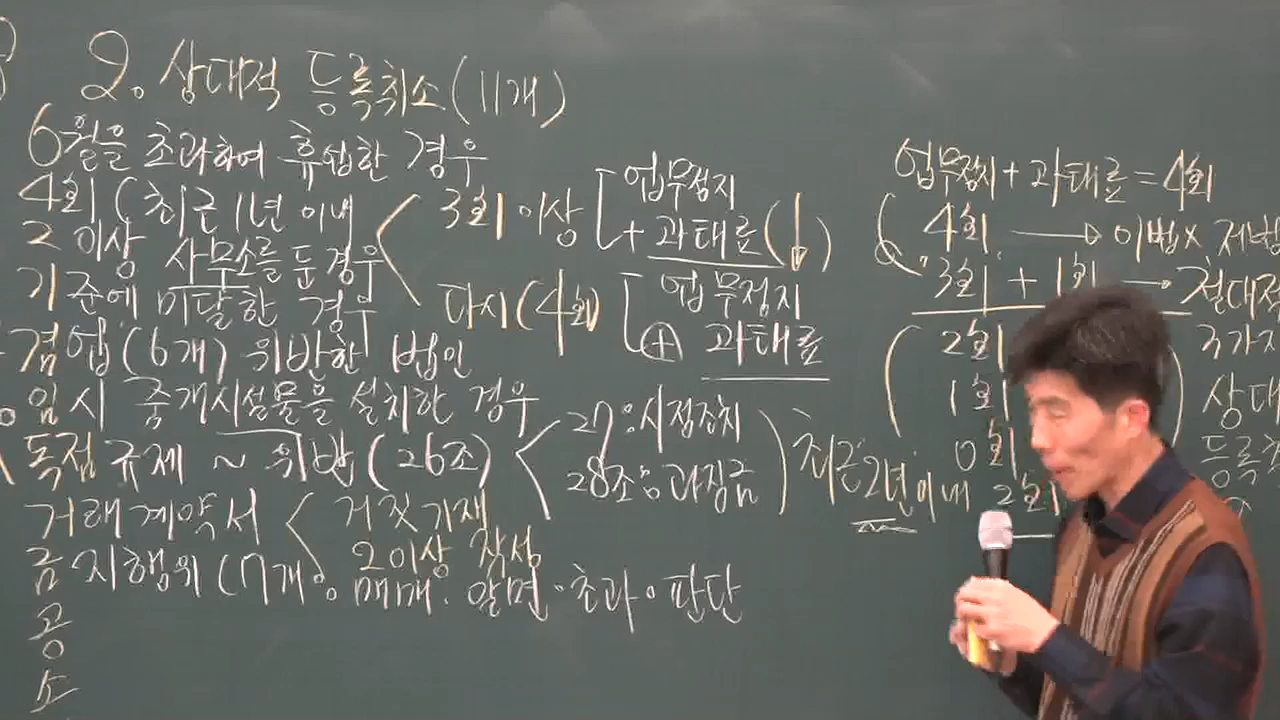 2. 상대적 등록취소(11개)
6월을 초과하여 휴업한 경우
4회 (최근 1년 이내
3회 이상
업무정지
+ 과태료(↓)
다시(4회)
업무정지
⊕ 과태료
2 이상 사무소를 둔 경우
기준에 미달한 경우
겸업(6개) 위반한 법인
임시 중개시설물을 설치한 경우
독점규제 ~ 위반(26조)
27 : 시정조치
28조 : 과징금
최근 2년 이내 2회
거래계약서
거짓기재
2이상 작성
금지행위(7개。매매·알면·초과·판단
공
소
업무정지 + 과태료 = 4회
4회 → 이법× 제법
3회 + 1회 → 절대적
2회
3가지
1회
상대
0회
등록